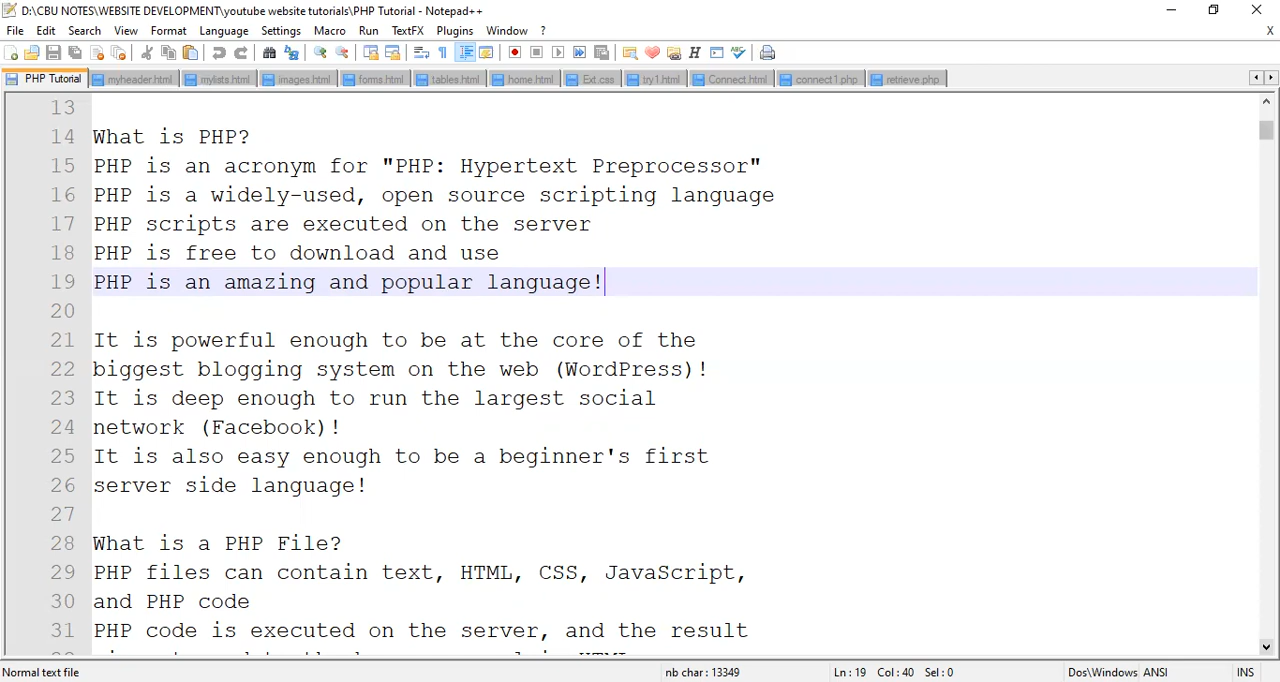 D:\CBU NOTES\WEBSITE DEVELOPMENT\youtube website tutorials\PHP Tutorial - Notepad++
File Edit Search View Format Language Settings Macro Run TextFX Plugins Window ? X
PHP Tutorial myheader.html mylists.html images.html forms.html tables.html home.html Ext.css try1.html Connect.html connect1.php retrieve.php
13
14 What is PHP?
15 PHP is an acronym for "PHP: Hypertext Preprocessor"
16 PHP is a widely-used, open source scripting language
17 PHP scripts are executed on the server
18 PHP is free to download and use
19 PHP is an amazing and popular language!
20
21 It is powerful enough to be at the core of the
22 biggest blogging system on the web (WordPress)!
23 It is deep enough to run the largest social
24 network (Facebook)!
25 It is also easy enough to be a beginner's first
26 server side language!
27
28 What is a PHP File?
29 PHP files can contain text, HTML, CSS, JavaScript,
30 and PHP code
31 PHP code is executed on the server, and the result
Normal text file nb char : 13349 Ln : 19 Col : 40 Sel : 0 Dos\Windows ANSI INS